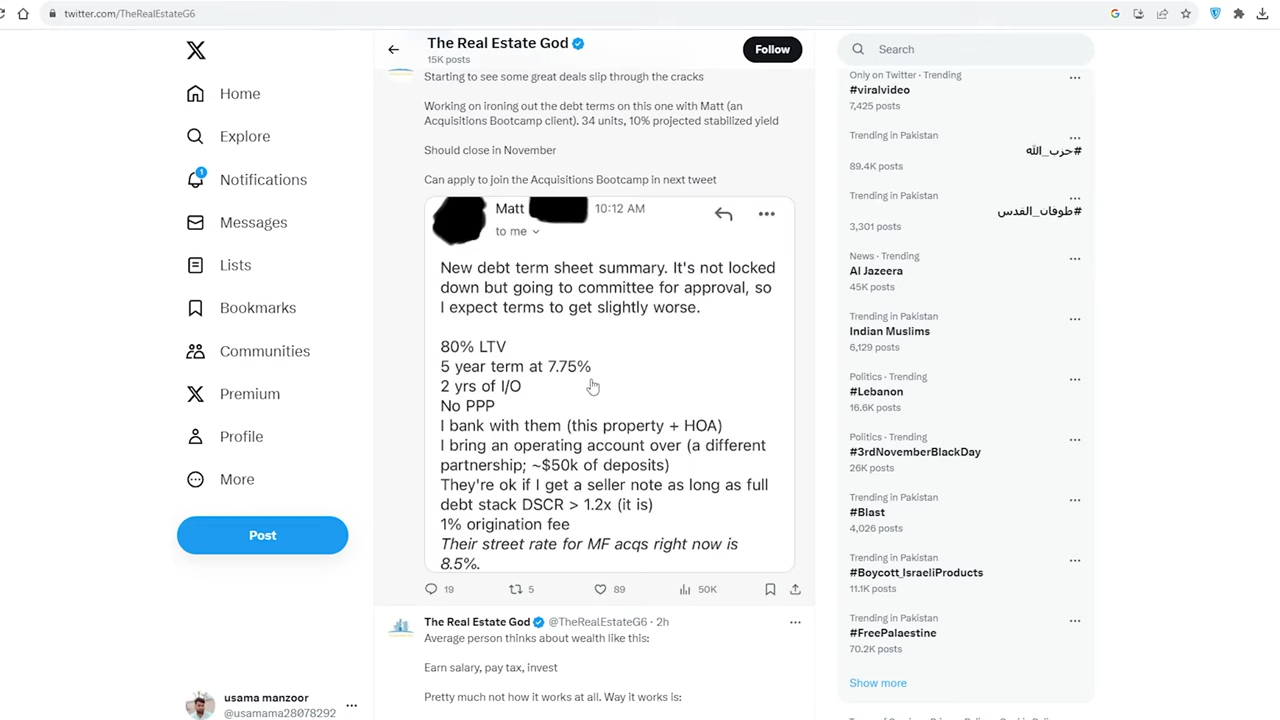 twitter.com/TheRealEstateG6
Home
Explore
1
Notifications
Messages
Lists
Bookmarks
Communities
Premium
Profile
More
Post
usama manzoor
@usamama28078292
The Real Estate God
15K posts
Follow
Starting to see some great deals slip through the cracks
Working on ironing out the debt terms on this one with Matt (an
Acquisitions Bootcamp client). 34 units, 10% projected stabilized yield
Should close in November
Can apply to join the Acquisitions Bootcamp in next tweet
Matt 10:12 AM
to me
New debt term sheet summary. It's not locked
down but going to committee for approval, so
I expect terms to get slightly worse.
80% LTV
5 year term at 7.75%
2 yrs of I/O
No PPP
I bank with them (this property + HOA)
I bring an operating account over (a different
partnership; ~$50k of deposits)
They're ok if I get a seller note as long as full
debt stack DSCR > 1.2x (it is)
1% origination fee
Their street rate for MF acqs right now is
8.5%.
19 5 89 50K
The Real Estate God @TheRealEstateG6 · 2h
Average person thinks about wealth like this:
Earn salary, pay tax, invest
Pretty much not how it works at all. Way it works is:
Search
Only on Twitter · Trending
#viralvideo
7,425 posts
Trending in Pakistan
#حزب_الله
89.4K posts
Trending in Pakistan
#طوفان_القدس
3,301 posts
News · Trending
Al Jazeera
45K posts
Trending in Pakistan
Indian Muslims
6,129 posts
Politics · Trending
#Lebanon
16.6K posts
Politics · Trending
#3rdNovemberBlackDay
26K posts
Trending in Pakistan
#Blast
4,026 posts
Trending in Pakistan
#Boycott_IsraeliProducts
11.1K posts
Trending in Pakistan
#FreePalaestine
70.2K posts
Show more